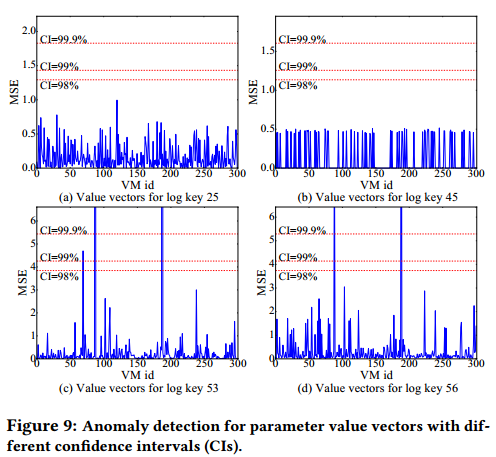 2.0
CI=99.9%
1.5
CI=99%
CI=98%
1.0
0.5
0.0
MSE
0 50 100 150 200 250 300
VM id
(a) Value vectors for log key 25
CI=99.9%
1.5
CI=99%
CI=98%
1.0
0.5
0.0
MSE
0 50 100 150 200 250 300
VM id
(b) Value vectors for log key 45
6
CI=99.9%
5
CI=99%
4
CI=98%
3
2
1
0
MSE
0 50 100 150 200 250 300
VM id
(c) Value vectors for log key 53
6
CI=99.9%
5
CI=99%
4
CI=98%
3
2
1
0
MSE
0 50 100 150 200 250 300
VM id
(d) Value vectors for log key 56
Figure 9: Anomaly detection for parameter value vectors with dif-
ferent confidence intervals (CIs).